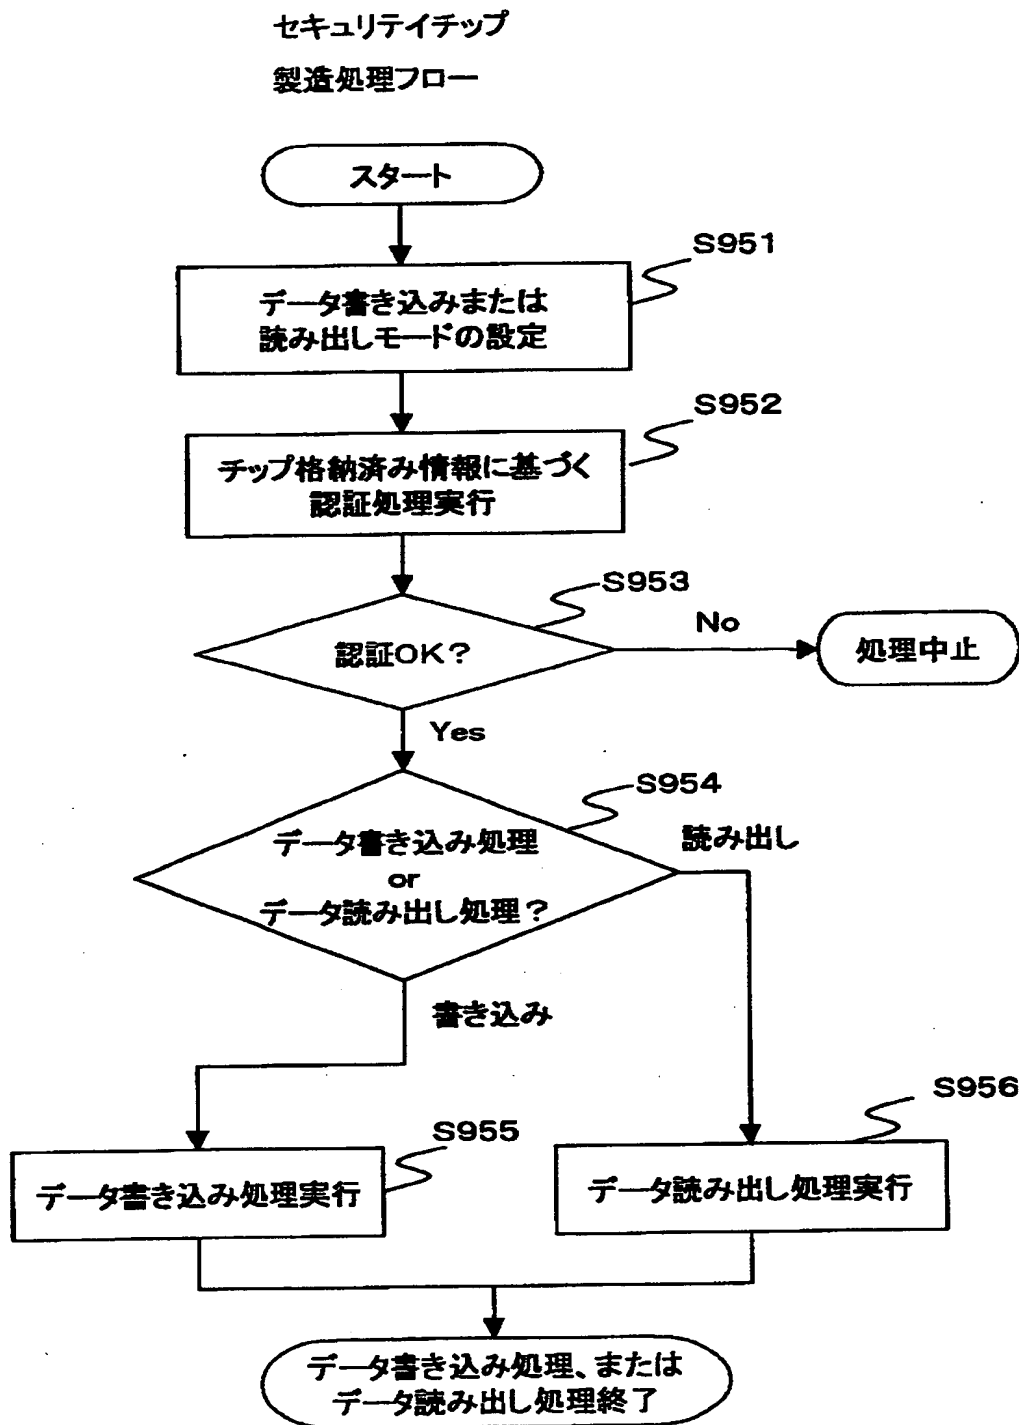 セキュリテイチップ
製造処理フロー
スタート
S951
データ書き込みまたは
読み出しモードの設定
S952
チップ格納済み情報に基づく
認証処理実行
S953
認証OK?
No
処理中止
Yes
S954
データ書き込み処理
or
データ読み出し処理?
読み出し
書き込み
S955
データ書き込み処理実行
S956
データ読み出し処理実行
データ書き込み処理、または
データ読み出し処理終了